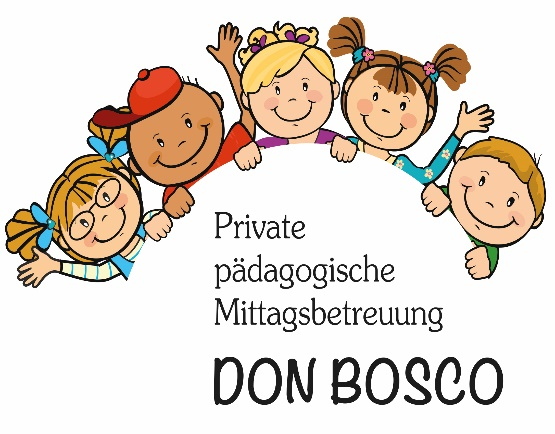 Private
pädagogische
Mittagsbetreuung
DON BOSCO